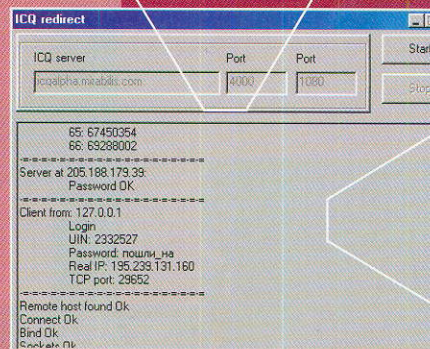 ICQ redirect
ICQ server Port Port
icqalpha.mirabilis.com 4000 1080
Start
Stop
65: 67450354
66: 69288002
Server at 205.188.179.39:
Password OK
Client from: 127.0.0.1
Login
UIN: 2332527
Password: пошли_на
Real IP: 195.239.131.160
TCP port: 29652
Remote host found Ok
Connect Ok
Bind Ok
Sockets Ok